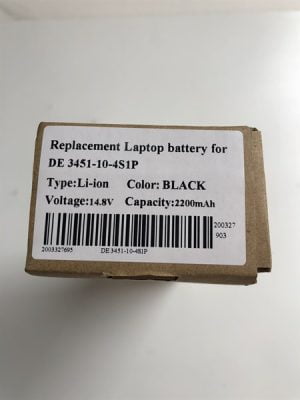 Replacement Laptop battery for
DE 3451-10-4S1P
Type:Li-ion Color: BLACK
Voltage:14.8V Capacity:2200mAh
200327
903
2003327695 DE 3451-10-4S1P